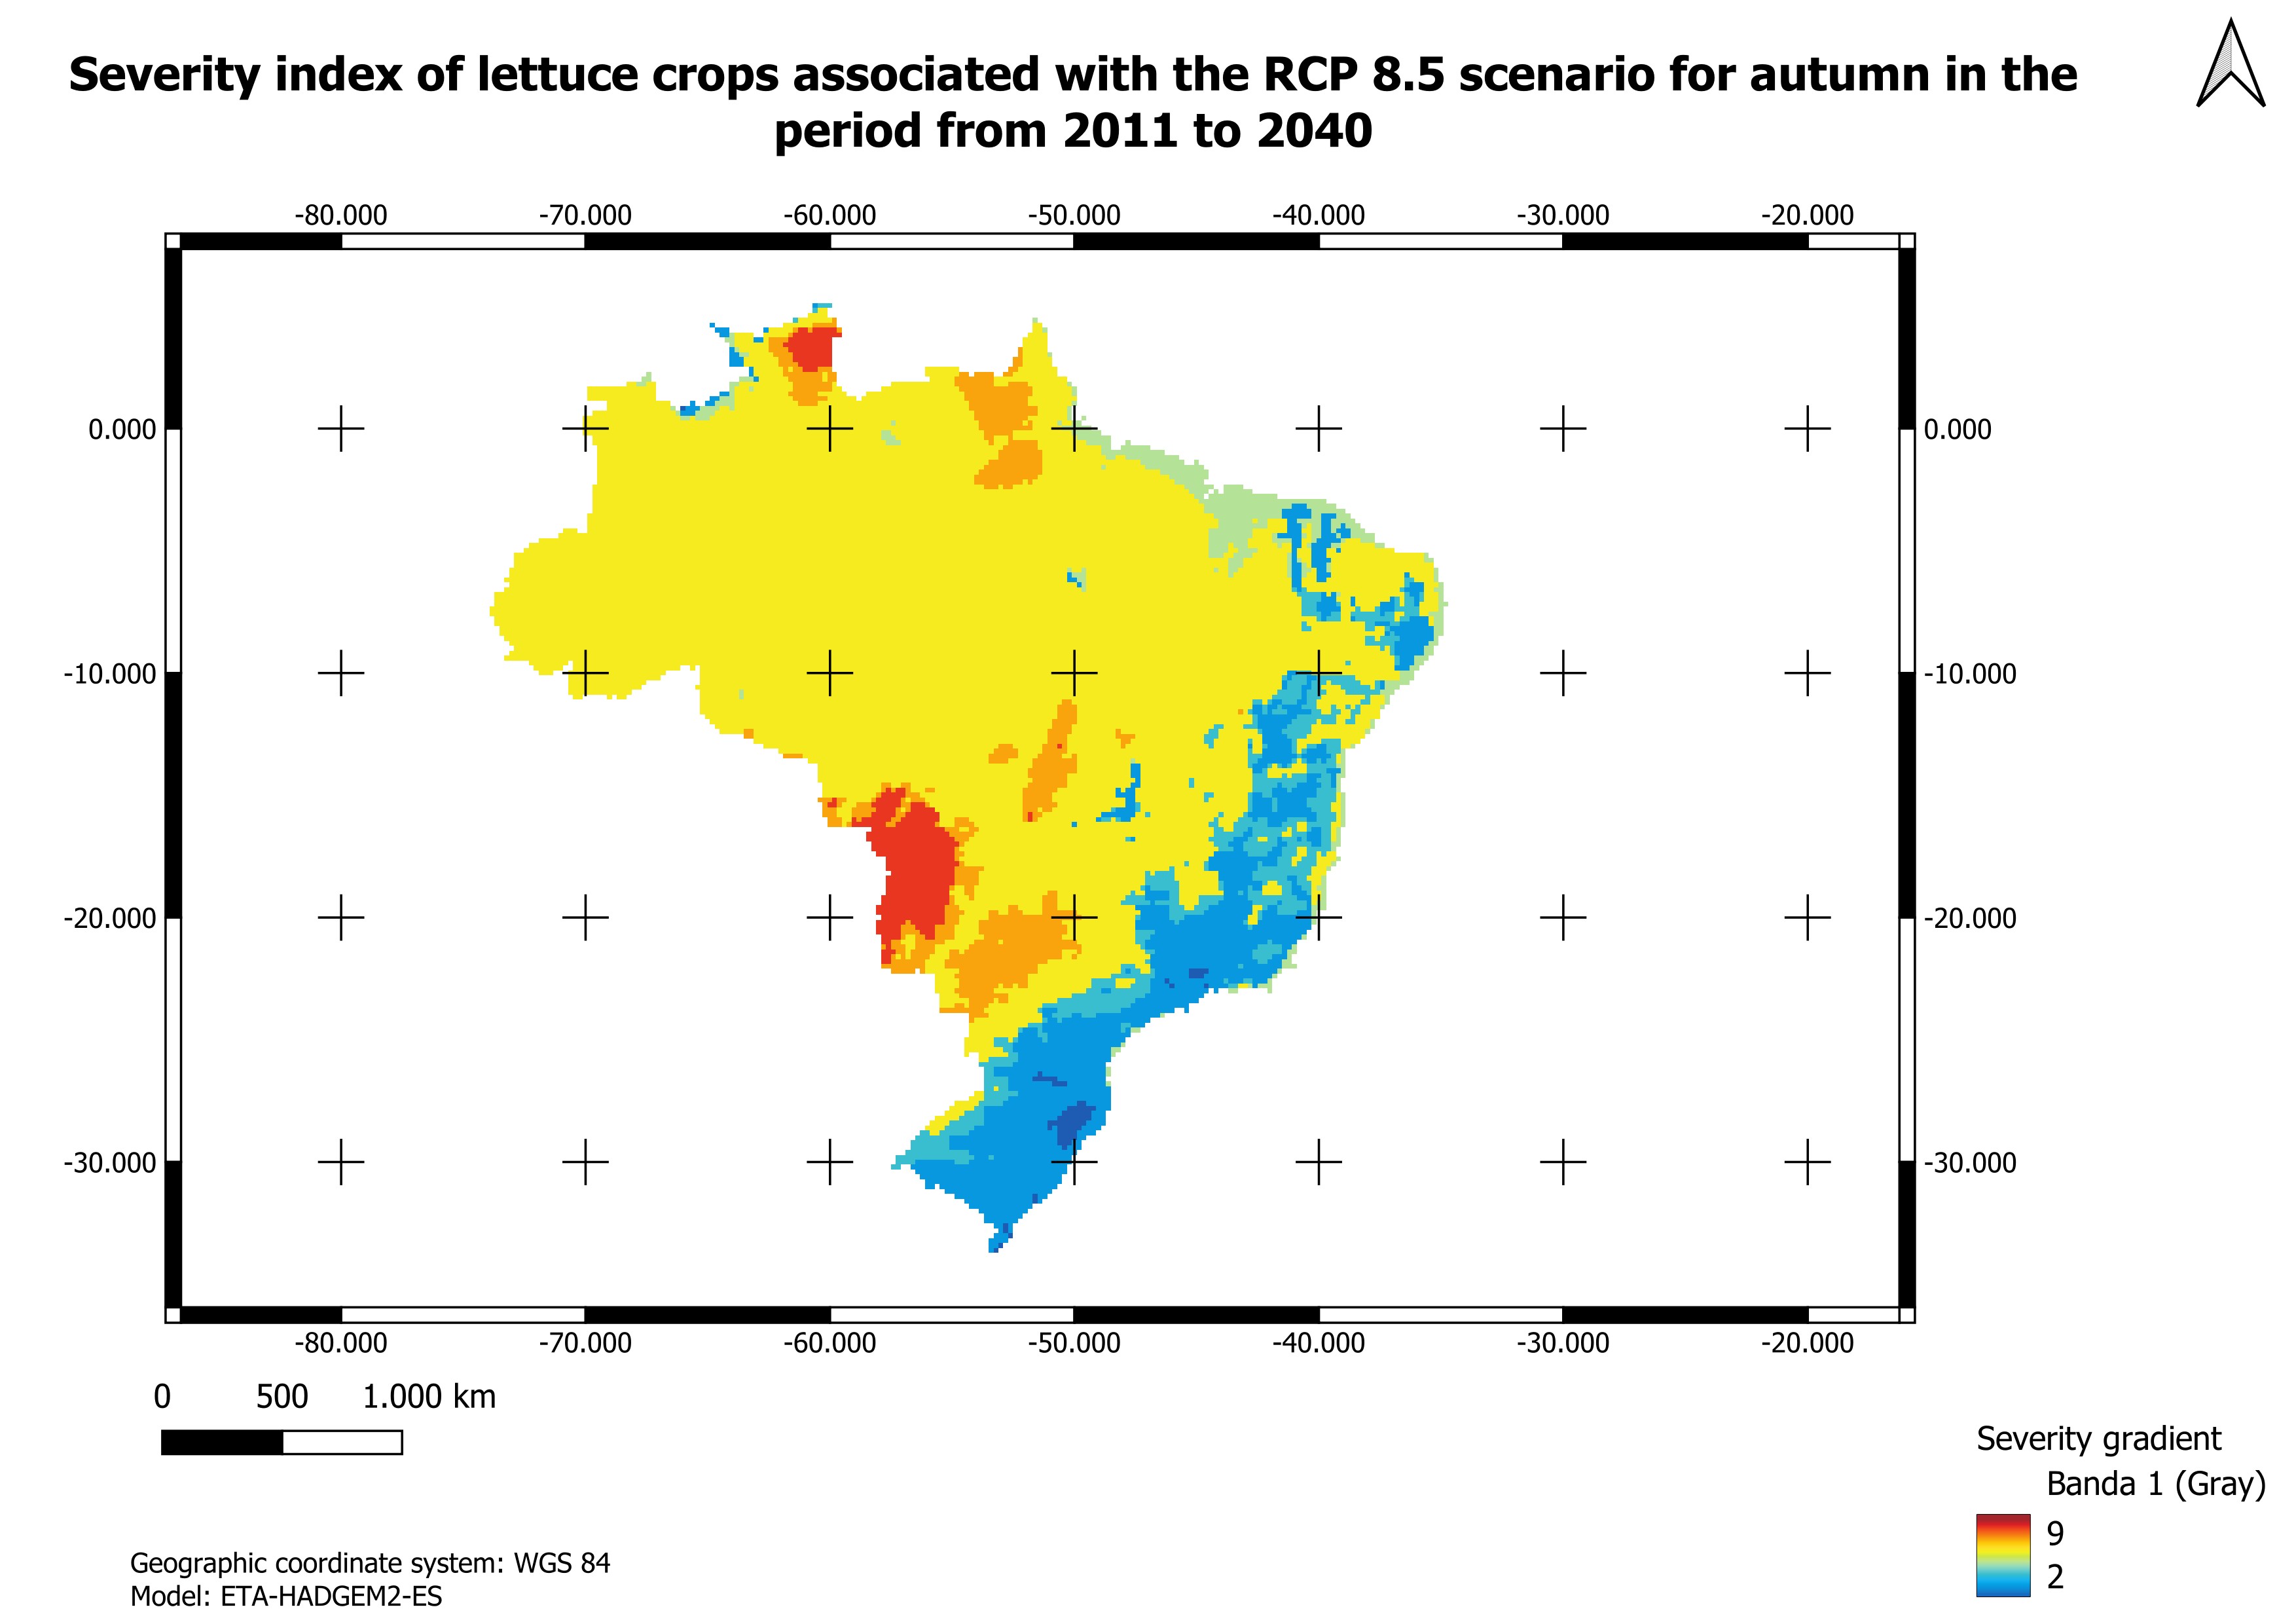 Severity index of lettuce crops associated with the RCP 8.5 scenario for autumn in the
period from 2011 to 2040
-80.000 -70.000 -60.000 -50.000 -40.000 -30.000 -20.000
0.000 0.000
-10.000 -10.000
-20.000 -20.000
-30.000 -30.000
-80.000 -70.000 -60.000 -50.000 -40.000 -30.000 -20.000
0 500 1.000 km
Severity gradient
Banda 1 (Gray)
9
2
Geographic coordinate system: WGS 84
Model: ETA-HADGEM2-ES